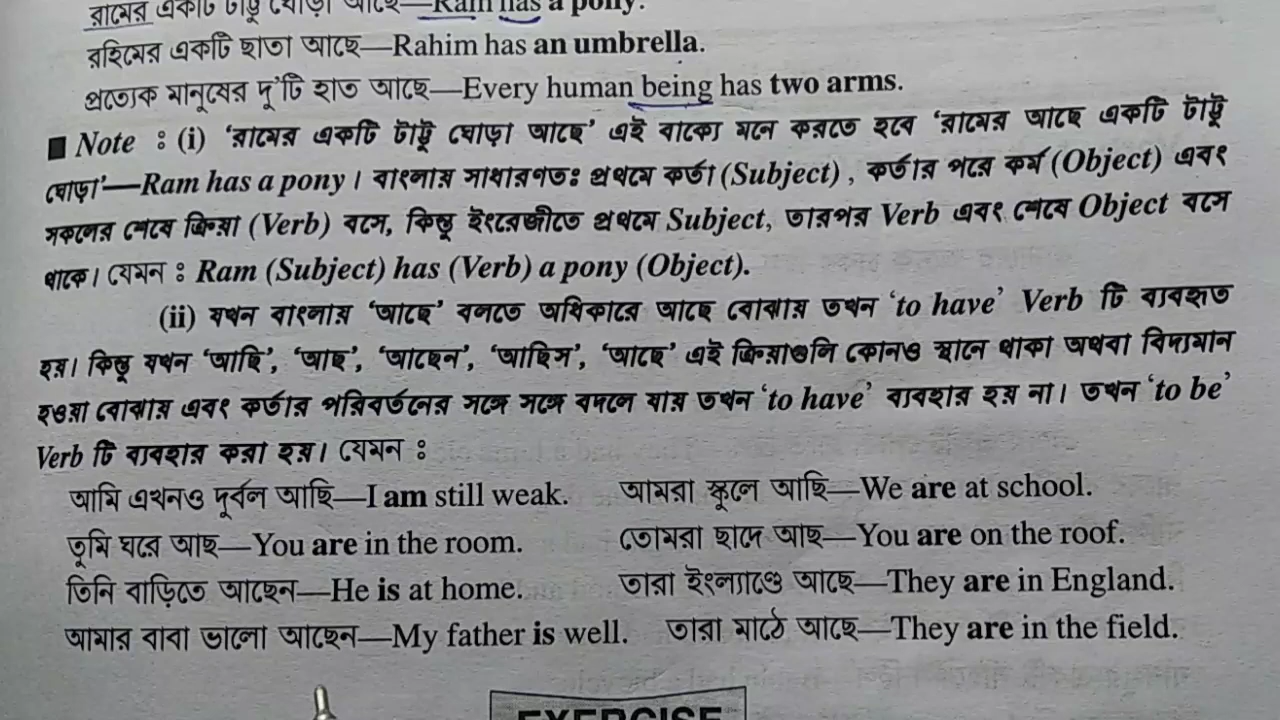 রামের একটি টাট্টু ঘোড়া আছে—Ram has a pony.
রহিমের একটি ছাতা আছে—Rahim has an umbrella.
প্রত্যেক মানুষের দু'টি হাত আছে—Every human being has two arms.
■ Note : (i) 'রামের একটি টাট্টু ঘোড়া আছে' এই বাক্যে মনে করতে হবে 'রামের আছে একটি টাট্টু
ঘোড়া'—Ram has a pony। বাংলায় সাধারণতঃ প্রথমে কর্তা (Subject), কর্তার পরে কর্ম (Object) এবং
সকলের শেষে ক্রিয়া (Verb) বসে, কিন্তু ইংরেজীতে প্রথমে Subject, তারপর Verb এবং শেষে Object বসে
থাকে। যেমন : Ram (Subject) has (Verb) a pony (Object).
(ii) যখন বাংলায় 'আছে' বলতে অধিকারে আছে বোঝায় তখন 'to have' Verb টি ব্যবহৃত
হয়। কিন্তু যখন 'আছি', 'আছ', 'আছেন', 'আছিস', 'আছে' এই ক্রিয়াগুলি কোনও স্থানে থাকা অথবা বিদ্যমান
হওয়া বোঝায় এবং কর্তার পরিবর্তনের সঙ্গে সঙ্গে বদলে যায় তখন 'to have' ব্যবহার হয় না। তখন 'to be'
Verb টি ব্যবহার করা হয়। যেমন :
আমি এখনও দুর্বল আছি—I am still weak. আমরা স্কুলে আছি—We are at school.
তুমি ঘরে আছ—You are in the room. তোমরা ছাদে আছ—You are on the roof.
তিনি বাড়িতে আছেন—He is at home. তারা ইংল্যাণ্ডে আছে—They are in England.
আমার বাবা ভালো আছেন—My father is well. তারা মাঠে আছে—They are in the field.
EXERCISE